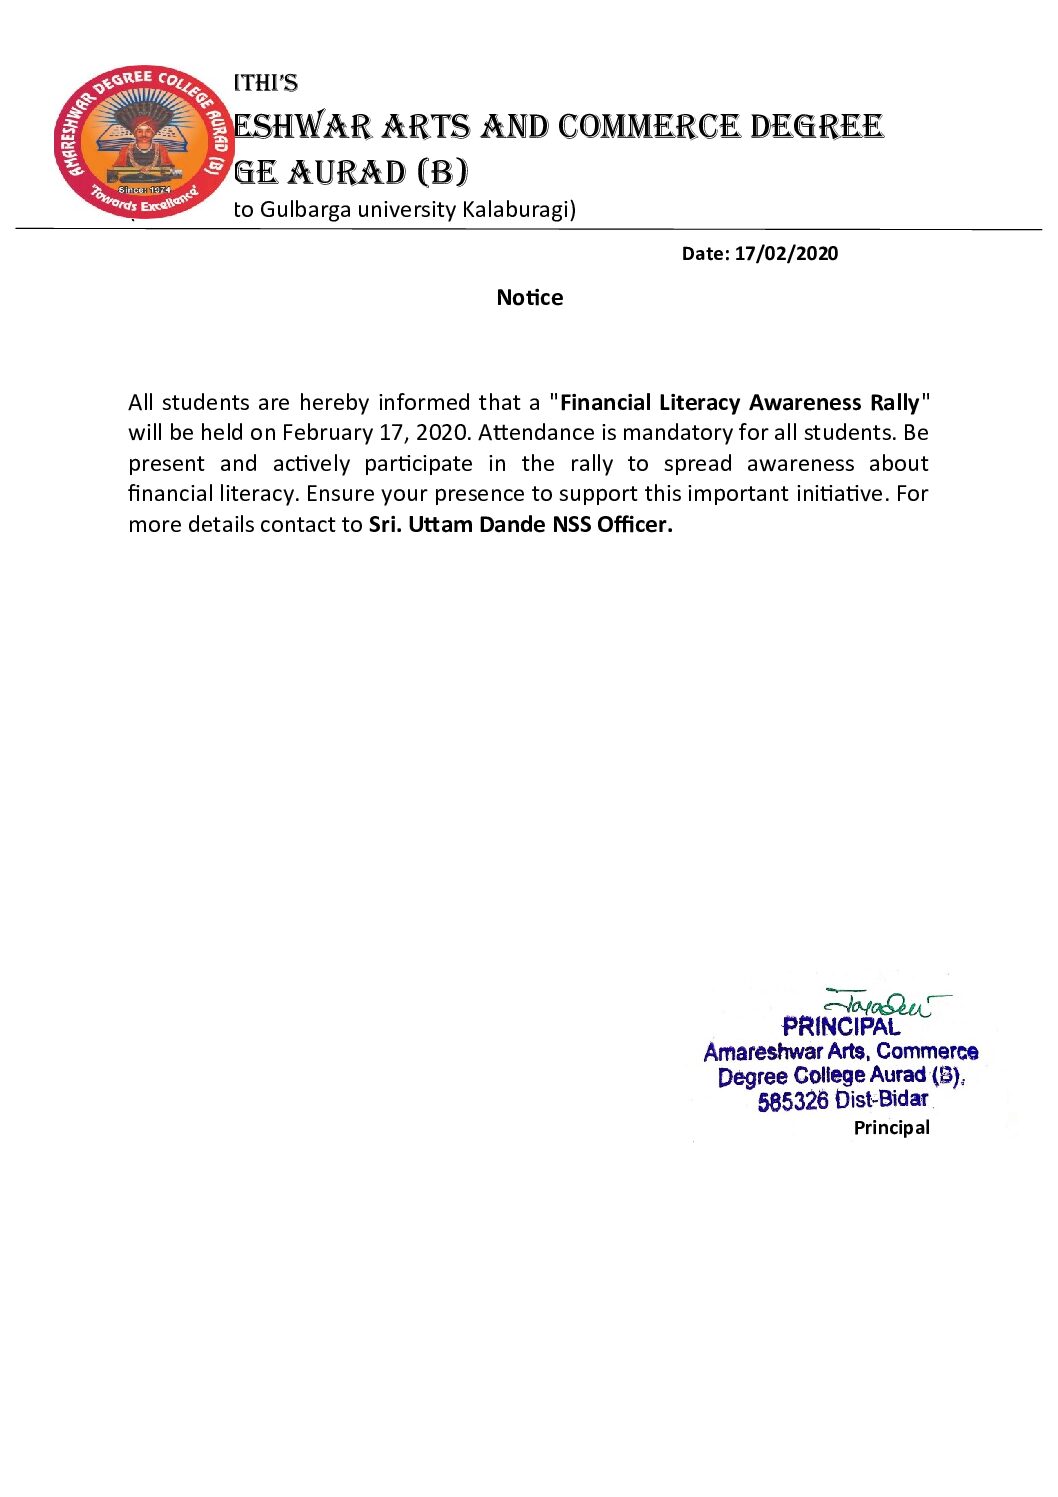 AMARESHWAR DEGREE COLLEGE AURAD (B)
Since 1974
'Towards Excellence'
ITHI'S
ESHWAR ARTS AND COMMERCE DEGREE
GE AURAD (B)
to Gulbarga university Kalaburagi)
Date: 17/02/2020
Notice
All students are hereby informed that a "Financial Literacy Awareness Rally"
will be held on February 17, 2020. Attendance is mandatory for all students. Be
present and actively participate in the rally to spread awareness about
financial literacy. Ensure your presence to support this important initiative. For
more details contact to Sri. Uttam Dande NSS Officer.
PRINCIPAL
Amareshwar Arts, Commerce
Degree College Aurad (B).
585326 Dist-Bidar
Principal